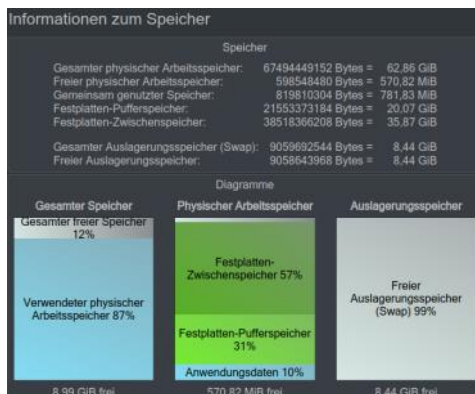 Informationen zum Speicher
Speicher
Gesamter physischer Arbeitsspeicher: 67494449152 Bytes = 62,86 GiB
Freier physischer Arbeitsspeicher: 598548480 Bytes = 570,82 MiB
Gemeinsam genutzter Speicher: 819810304 Bytes = 781,83 MiB
Festplatten-Pufferspeicher: 21553373184 Bytes = 20,07 GiB
Festplatten-Zwischenspeicher: 38518366208 Bytes = 35,87 GiB
Gesamter Auslagerungsspeicher (Swap): 9059692544 Bytes = 8,44 GiB
Freier Auslagerungsspeicher: 9058643968 Bytes = 8,44 GiB
Diagramme
Gesamter Speicher
Gesamter freier Speicher
12%
Verwendeter physischer
Arbeitsspeicher 87%
8,99 GiB frei
Physischer Arbeitsspeicher
Festplatten-
Zwischenspeicher 57%
Festplatten-Pufferspeicher
31%
Anwendungsdaten 10%
570,82 MiB frei
Auslagerungsspeicher
Freier
Auslagerungsspeicher
(Swap) 99%
8,44 GiB frei